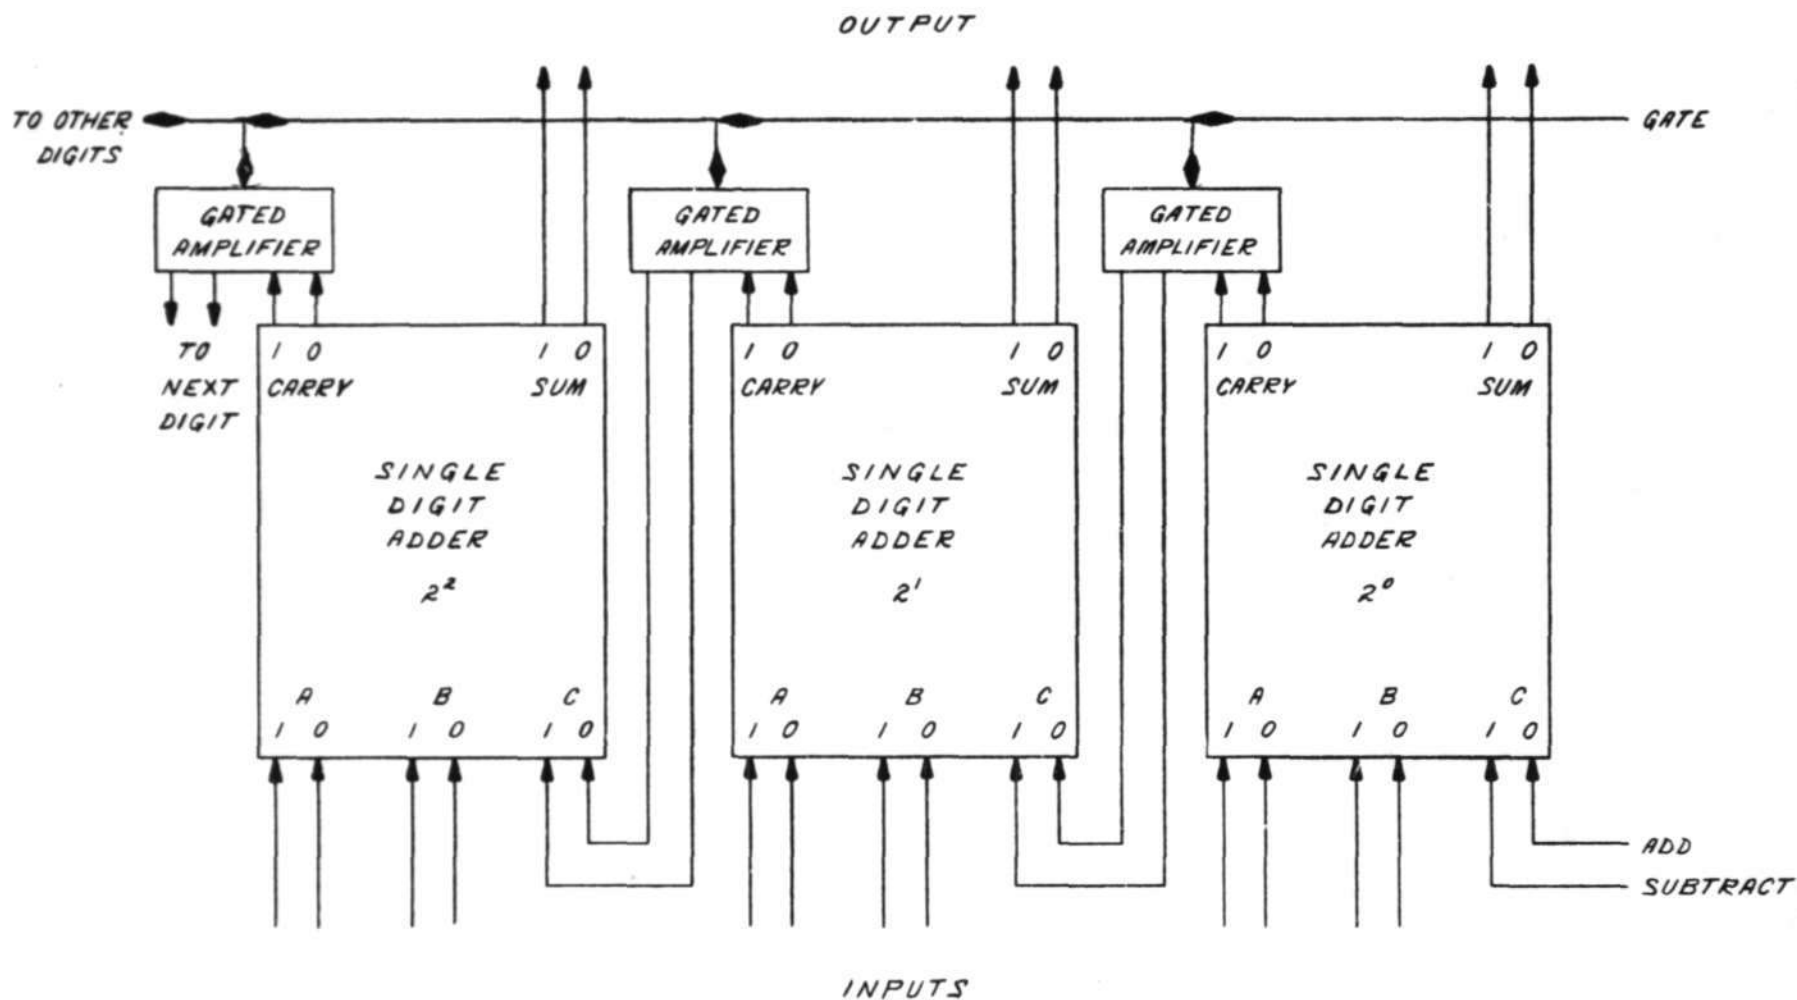 OUTPUT
TO OTHER
DIGITS
GATE
GATED
AMPLIFIER
GATED
AMPLIFIER
GATED
AMPLIFIER
TO
NEXT
DIGIT
1 0
CARRY
1 0
SUM
SINGLE
DIGIT
ADDER
2²
A B C
1 0 1 0 1 0
1 0
CARRY
1 0
SUM
SINGLE
DIGIT
ADDER
2¹
A B C
1 0 1 0 1 0
1 0
CARRY
1 0
SUM
SINGLE
DIGIT
ADDER
2⁰
A B C
1 0 1 0 1 0
ADD
SUBTRACT
INPUTS